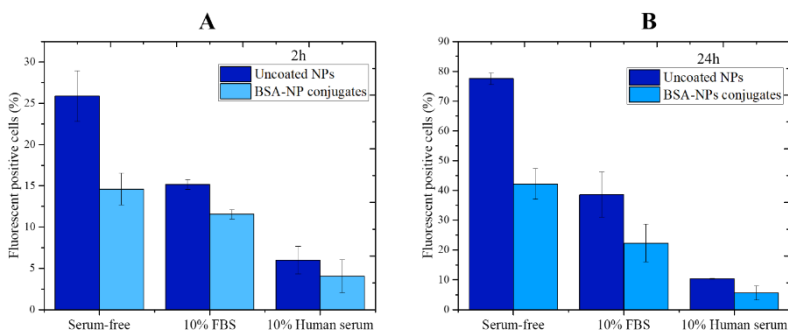 A
2h
Uncoated NPs
BSA-NP conjugates
Fluorescent positive cells (%)
30
25
20
15
10
5
0
Serum-free 10% FBS 10% Human serum
B
24h
Uncoated NPs
BSA-NPs conjugates
Fluorescent positive cells (%)
90
80
70
60
50
40
30
20
10
0
Serum-free 10% FBS 10% Human serum